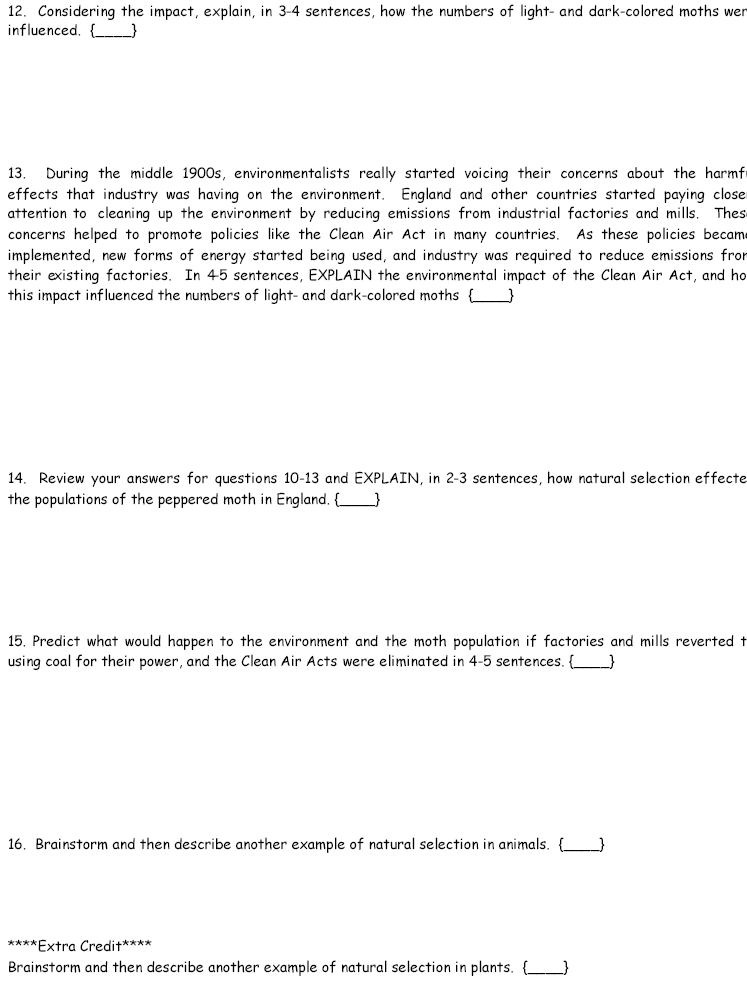 12. Considering the impact, explain, in 3-4 sentences, how the numbers of light- and dark-colored moths wer
influenced. {____}
13. During the middle 1900s, environmentalists really started voicing their concerns about the harmf
effects that industry was having on the environment. England and other countries started paying close
attention to cleaning up the environment by reducing emissions from industrial factories and mills. Thes
concerns helped to promote policies like the Clean Air Act in many countries. As these policies becam
implemented, new forms of energy started being used, and industry was required to reduce emissions fror
their existing factories. In 4-5 sentences, EXPLAIN the environmental impact of the Clean Air Act, and ho
this impact influenced the numbers of light- and dark-colored moths {____}
14. Review your answers for questions 10-13 and EXPLAIN, in 2-3 sentences, how natural selection effecte
the populations of the peppered moth in England. {____}
15. Predict what would happen to the environment and the moth population if factories and mills reverted t
using coal for their power, and the Clean Air Acts were eliminated in 4-5 sentences. {____}
16. Brainstorm and then describe another example of natural selection in animals. {____}
****Extra Credit****
Brainstorm and then describe another example of natural selection in plants. {____}